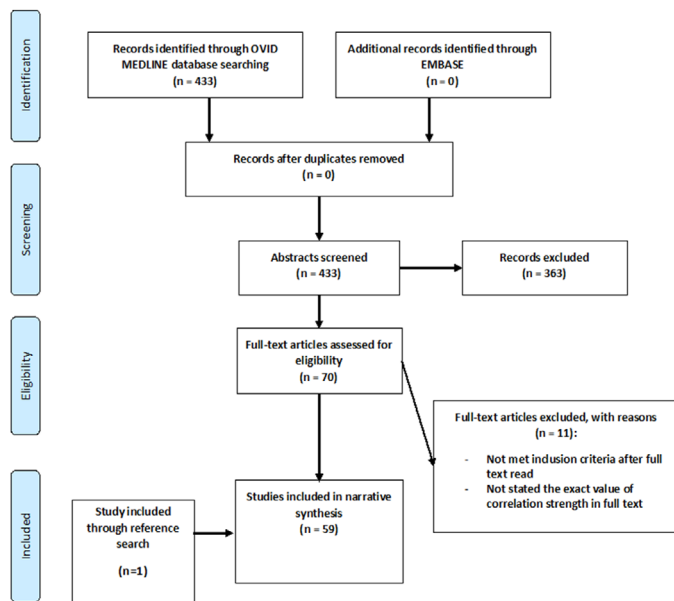 Identification
Records identified through OVID
MEDLINE database searching
(n = 433)
Additional records identified through
EMBASE
(n = 0)
Records after duplicates removed
(n = 0)
Screening
Abstracts screened
(n = 433)
Records excluded
(n = 363)
Eligibility
Full-text articles assessed for
eligibility
(n = 70)
Full-text articles excluded, with reasons
(n = 11):
- Not met inclusion criteria after full
text read
- Not stated the exact value of
correlation strength in full text
Included
Study included
through reference
search
(n=1)
Studies included in narrative
synthesis
(n = 59)